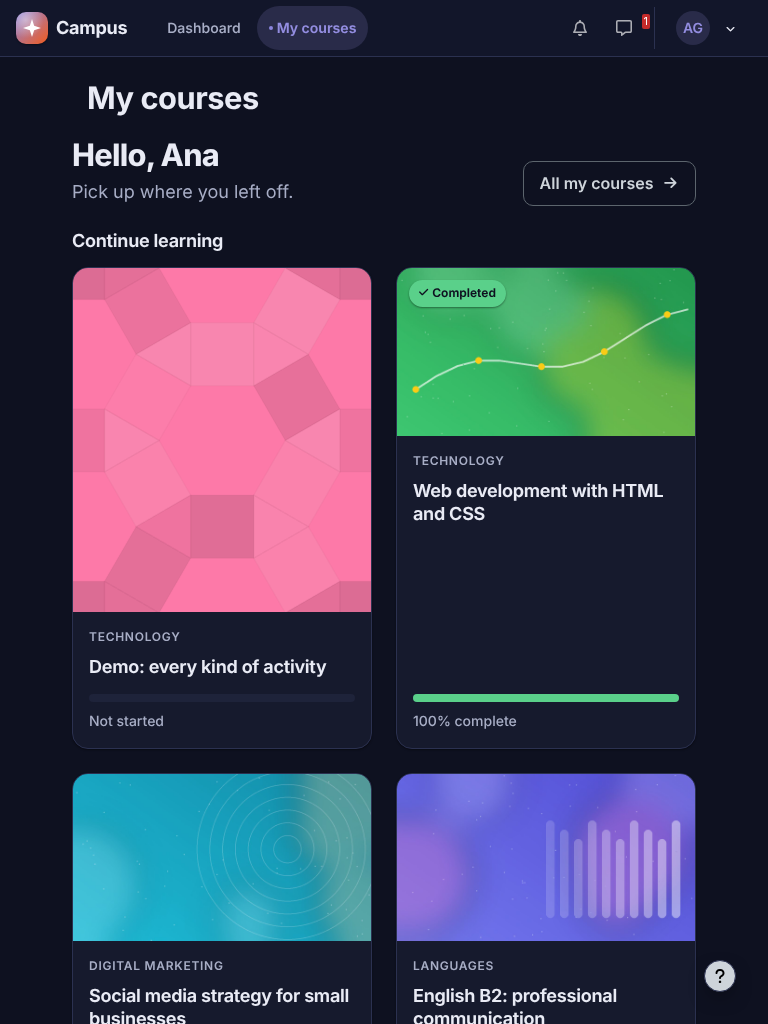 Campus
Dashboard
My courses
1
AG
My courses
Hello, Ana
Pick up where you left off.
All my courses
Continue learning
TECHNOLOGY
Demo: every kind of activity
Not started
Completed
TECHNOLOGY
Web development with HTML
and CSS
100% complete
DIGITAL MARKETING
Social media strategy for small
businesses
LANGUAGES
English B2: professional
communication
?